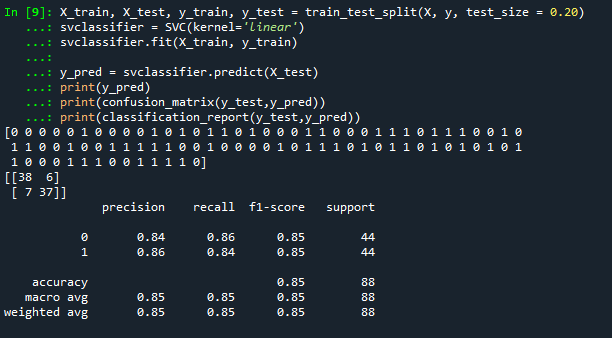 In [9]: X_train, X_test, y_train, y_test = train_test_split(X, y, test_size = 0.20)
...: svclassifier = SVC(kernel='linear')
...: svclassifier.fit(X_train, y_train)
...:
...: y_pred = svclassifier.predict(X_test)
...: print(y_pred)
...: print(confusion_matrix(y_test,y_pred))
...: print(classification_report(y_test,y_pred))
[0 0 0 0 0 1 0 0 0 0 1 0 1 0 1 1 0 1 0 0 0 1 1 0 0 0 1 1 1 0 1 1 1 0 0 1 0
1 1 0 0 1 0 0 1 1 1 1 1 0 0 1 0 0 0 0 1 0 1 1 1 0 1 0 1 1 0 1 0 1 0 1 0 1 1
1 0 0 0 1 1 1 0 0 1 1 1 1 0]
[[38 6]
[ 7 37]]
precision recall f1-score support
0 0.84 0.86 0.85 44
1 0.86 0.84 0.85 44
accuracy 0.85 88
macro avg 0.85 0.85 0.85 88
weighted avg 0.85 0.85 0.85 88